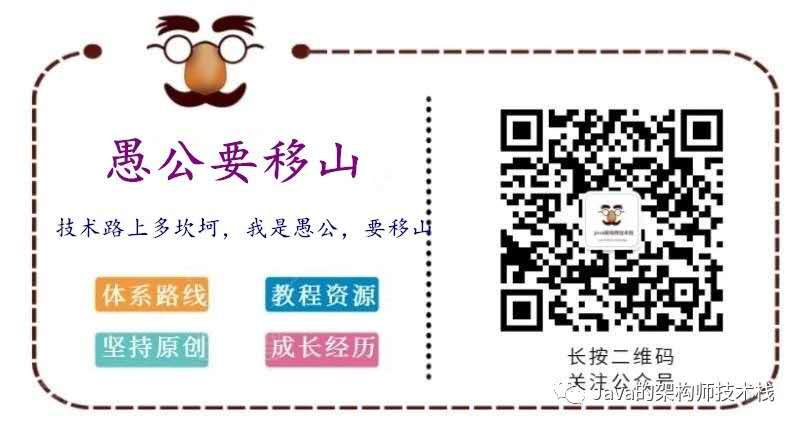 愚公要移山
技术路上多坎坷，我是愚公，要移山
体系路线
教程资源
坚持原创
成长经历
长按二维码
关注公众号
Java的架构师技术栈